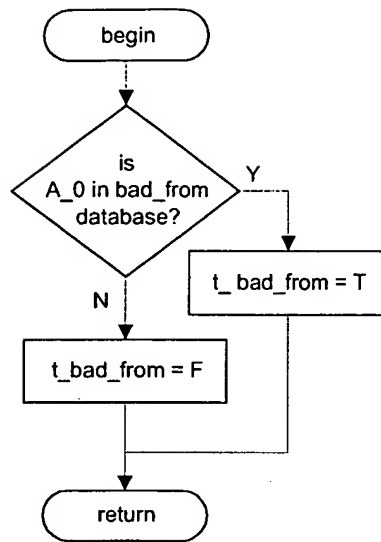 begin
is
A_0 in bad_from
database?
Y
t_ bad_from = T
N
t_bad_from = F
return